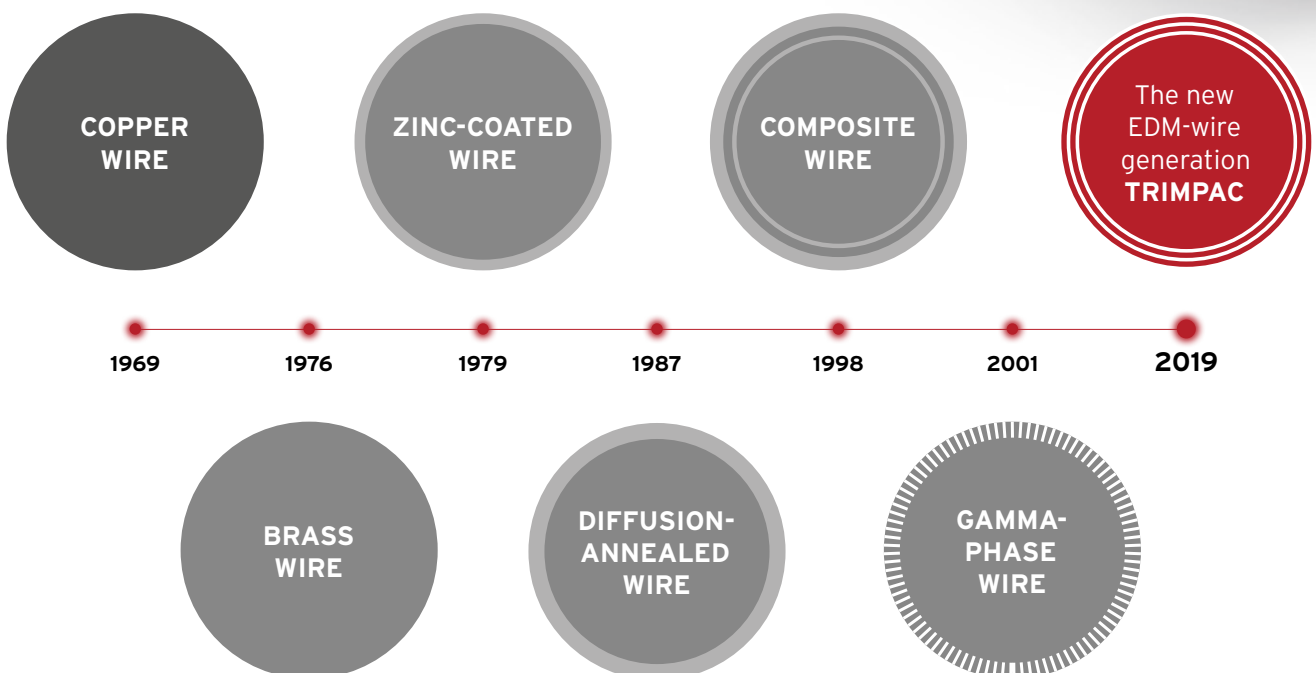 COPPER
WIRE
ZINC-COATED
WIRE
COMPOSITE
WIRE
The new
EDM-wire
generation
TRIMPAC
1969
1976
1979
1987
1998
2001
2019
BRASS
WIRE
DIFFUSION-
ANNEALED
WIRE
GAMMA-
PHASE
WIRE